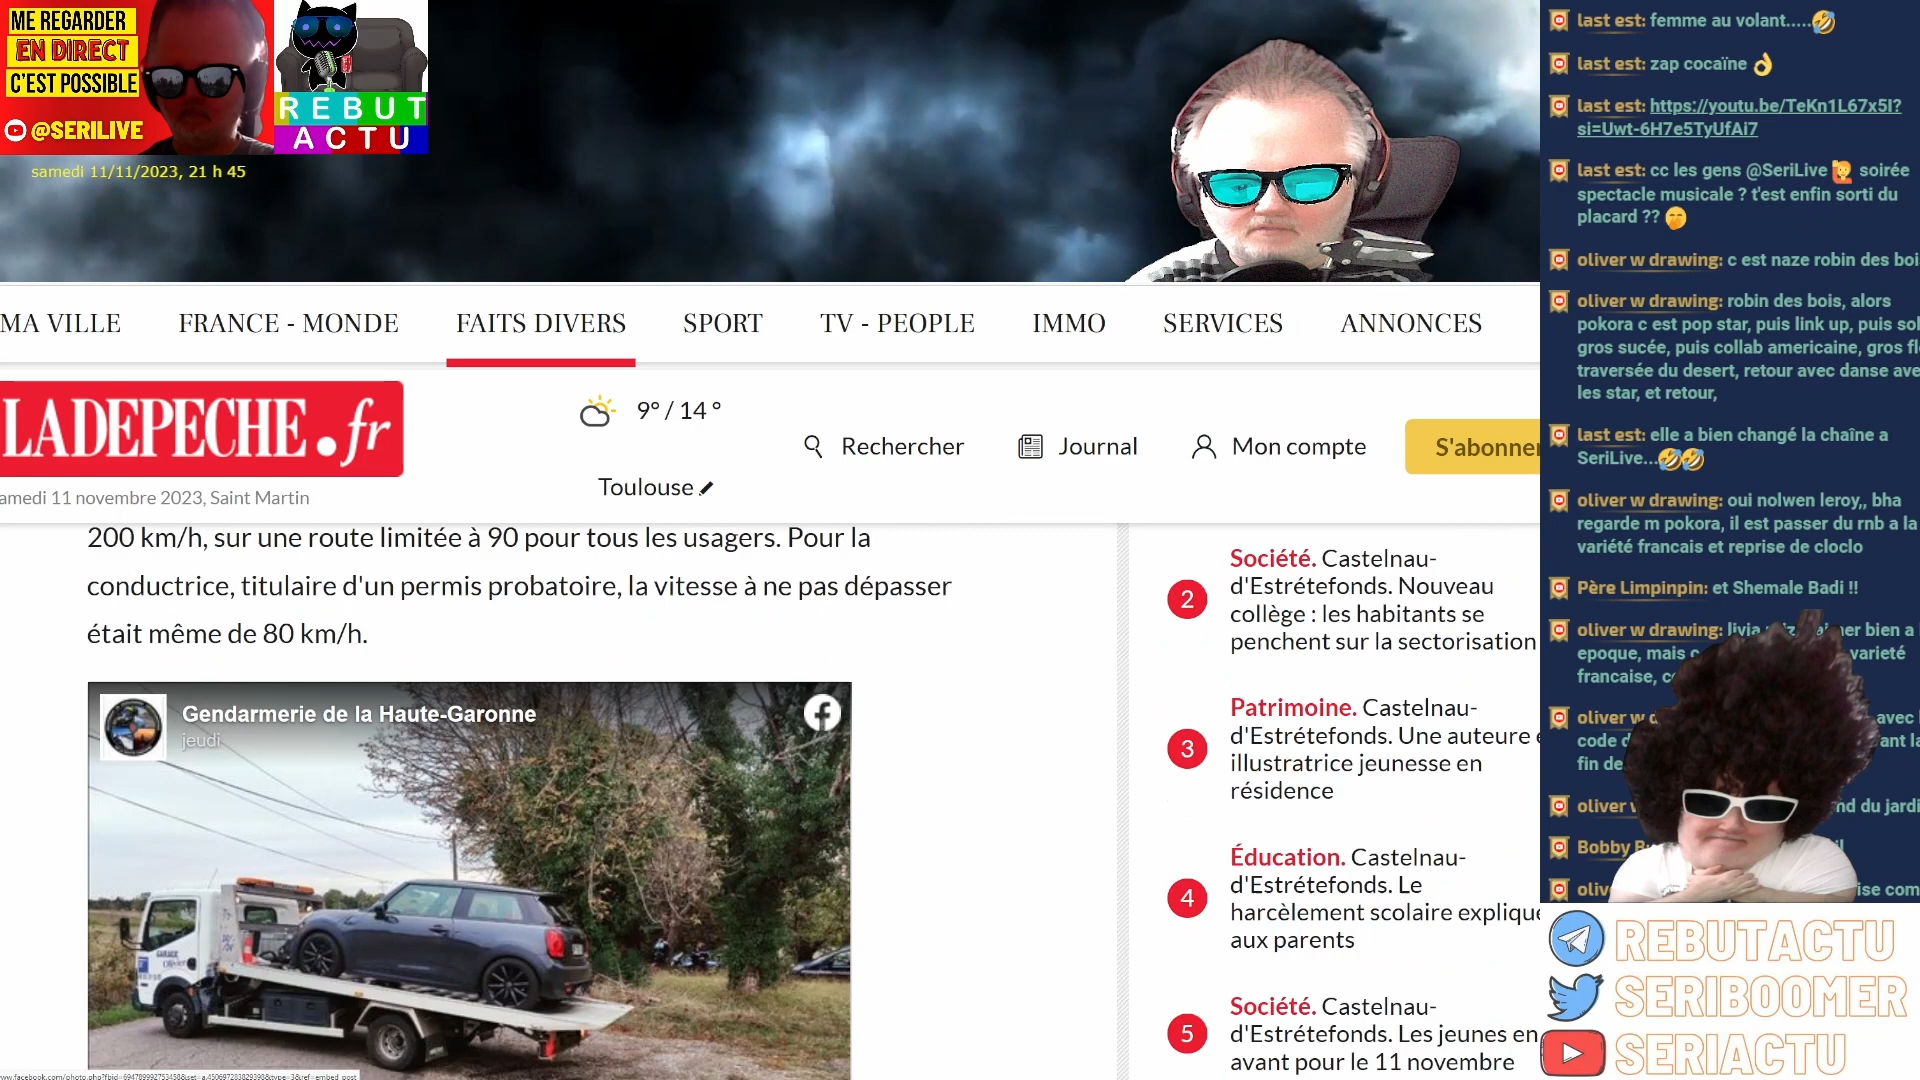 ME REGARDER
EN DIRECT
C'EST POSSIBLE
@SERILIVE
REBUT
ACTU
samedi 11/11/2023, 21 h 45
MA VILLE
FRANCE - MONDE
FAITS DIVERS
SPORT
TV - PEOPLE
IMMO
SERVICES
ANNONCES
LADEPECHE.fr
amedi 11 novembre 2023, Saint Martin
9° / 14 °
Toulouse
Rechercher
Journal
Mon compte
S'abonner
200 km/h, sur une route limitée à 90 pour tous les usagers. Pour la
conductrice, titulaire d'un permis probatoire, la vitesse à ne pas dépasser
était même de 80 km/h.
Gendarmerie de la Haute-Garonne
jeudi
2
Société. Castelnau-
d'Estrétefonds. Nouveau
collège : les habitants se
penchent sur la sectorisation
3
Patrimoine. Castelnau-
d'Estrétefonds. Une auteure
illustratrice jeunesse en
résidence
4
Éducation. Castelnau-
d'Estrétefonds. Le
harcèlement scolaire expliqué
aux parents
5
Société. Castelnau-
d'Estrétefonds. Les jeunes en
avant pour le 11 novembre
last est: femme au volant.....🤣
last est: zap cocaïne 👌
last est: https://youtu.be/TeKn1L67x5I?
si=Uwt-6H7e5TyUfAi7
last est: cc les gens @SeriLive 🙋 soirée
spectacle musicale ? t'est enfin sorti du
placard ?? 🤭
oliver w drawing: c est naze robin des boi
oliver w drawing: robin des bois, alors
pokora c est pop star, puis link up, puis sol
gros sucée, puis collab americaine, gros fl
traversée du desert, retour avec danse ave
les star, et retour,
last est: elle a bien changé la chaîne a
SeriLive...🤣🤣
oliver w drawing: oui nolwen leroy,, bha
regarde m pokora, il est passer du rnb a la
variété francais et reprise de cloclo
Père Limpinpin: et Shemale Badi !!
oliver w drawing: bien a
epoque, mais varieté
francaise,
oliver w avec
code
fin de
oliver nd du jardi
Bobby
ise com
REBUTACTU
SERIBOOMER
SERIACTU